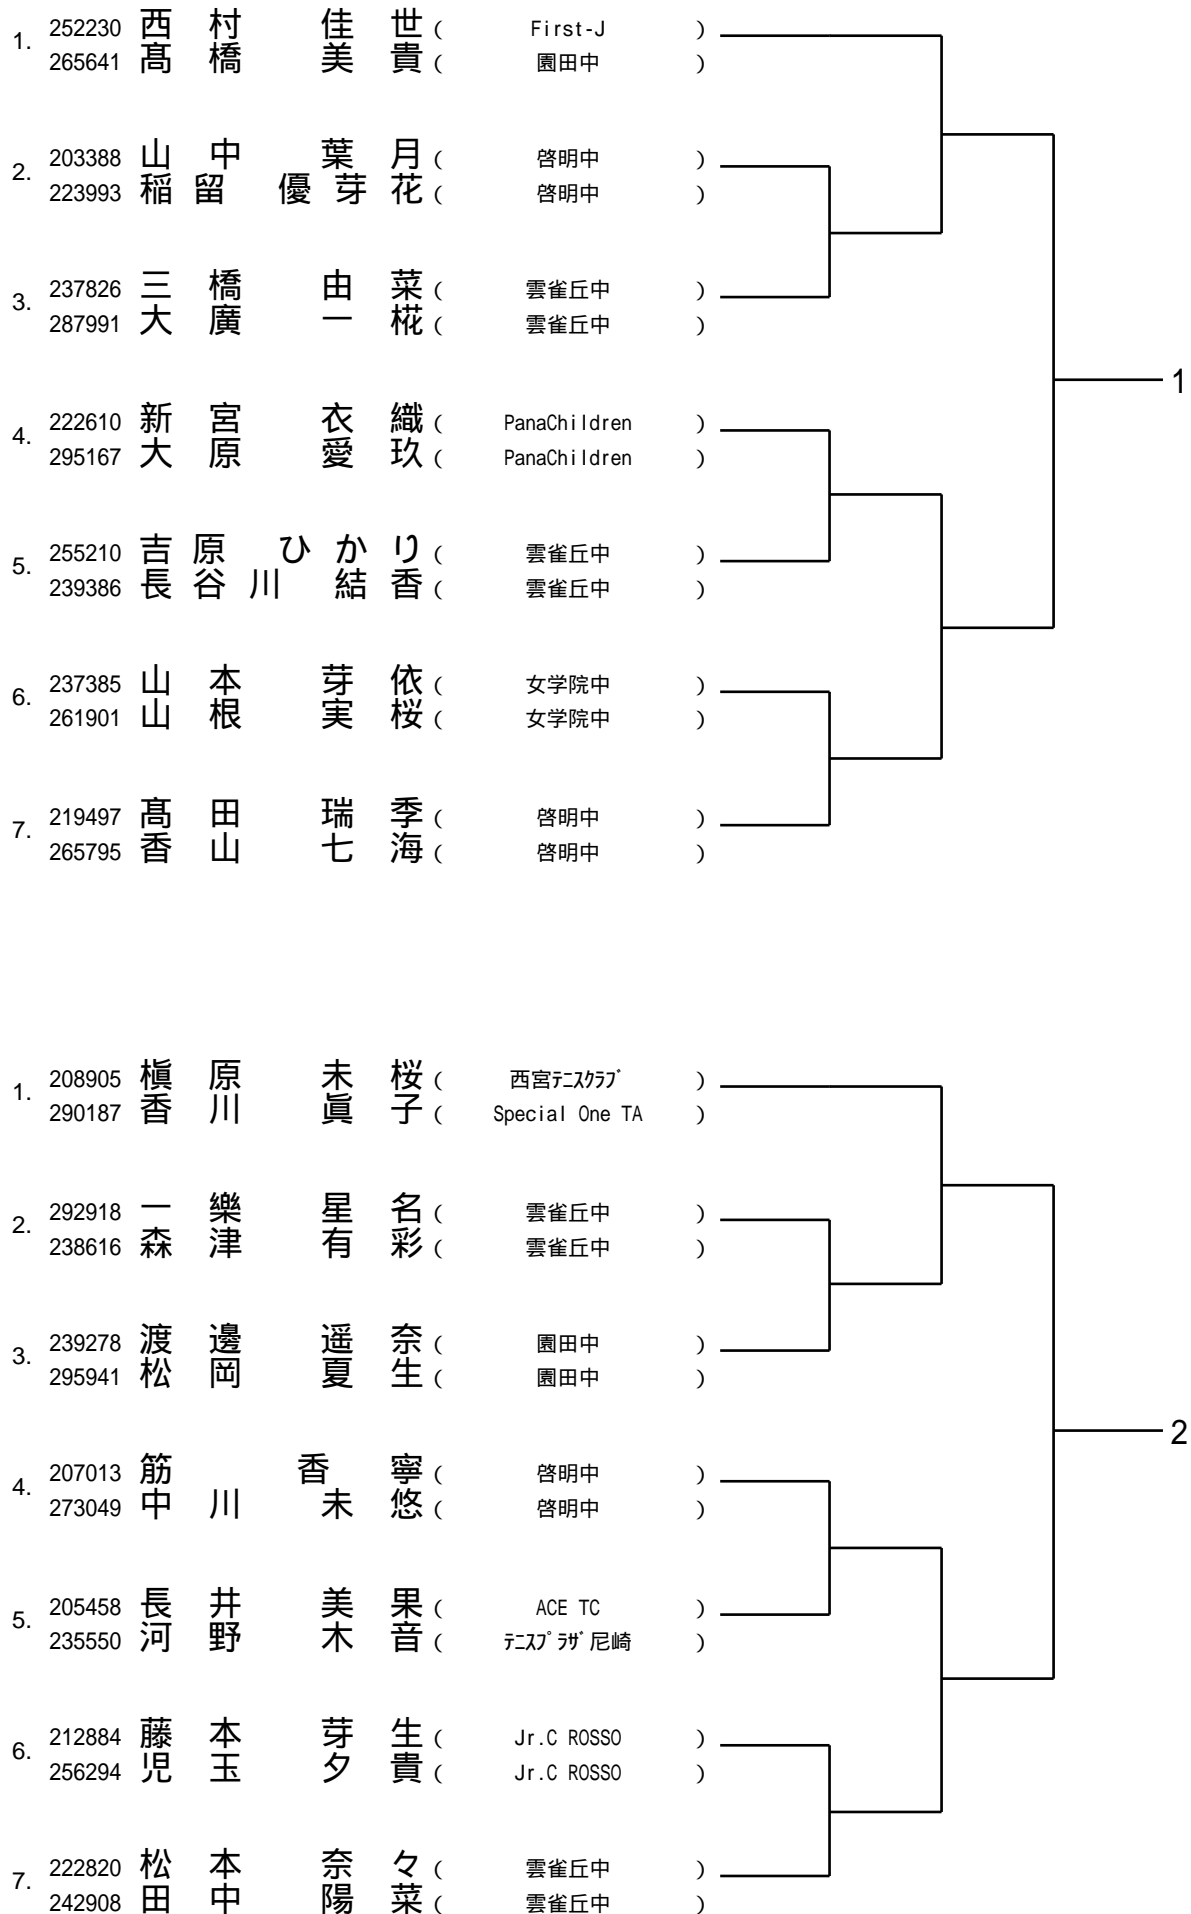 1. 252230 西村 佳世 ( First-J )
265641 髙橋 美貴 ( 園田中 )
2. 203388 山中 葉月 ( 啓明中 )
223993 稲留 優芽花 ( 啓明中 )
3. 237826 三橋 由菜 ( 雲雀丘中 )
287991 大廣 一椛 ( 雲雀丘中 )
1
4. 222610 新宮 衣織 ( PanaChildren )
295167 大原 愛玖 ( PanaChildren )
5. 255210 吉原 ひかり ( 雲雀丘中 )
239386 長谷川 結香 ( 雲雀丘中 )
6. 237385 山本 芽依 ( 女学院中 )
261901 山根 実桜 ( 女学院中 )
7. 219497 髙田 瑞季 ( 啓明中 )
265795 香山 七海 ( 啓明中 )
1. 208905 槇原 未桜 ( 西宮ﾃﾆｽｸﾗﾌﾞ )
290187 香川 眞子 ( Special One TA )
2. 292918 一樂 星名 ( 雲雀丘中 )
238616 森津 有彩 ( 雲雀丘中 )
3. 239278 渡邊 遥奈 ( 園田中 )
295941 松岡 夏生 ( 園田中 )
2
4. 207013 筋 香寧 ( 啓明中 )
273049 中川 未悠 ( 啓明中 )
5. 205458 長井 美果 ( ACE TC )
235550 河野 木音 ( ﾃﾆｽﾌﾟﾗｻﾞ尼崎 )
6. 212884 藤本 芽生 ( Jr.C ROSSO )
256294 児玉 夕貴 ( Jr.C ROSSO )
7. 222820 松本 奈々 ( 雲雀丘中 )
242908 田中 陽菜 ( 雲雀丘中 )